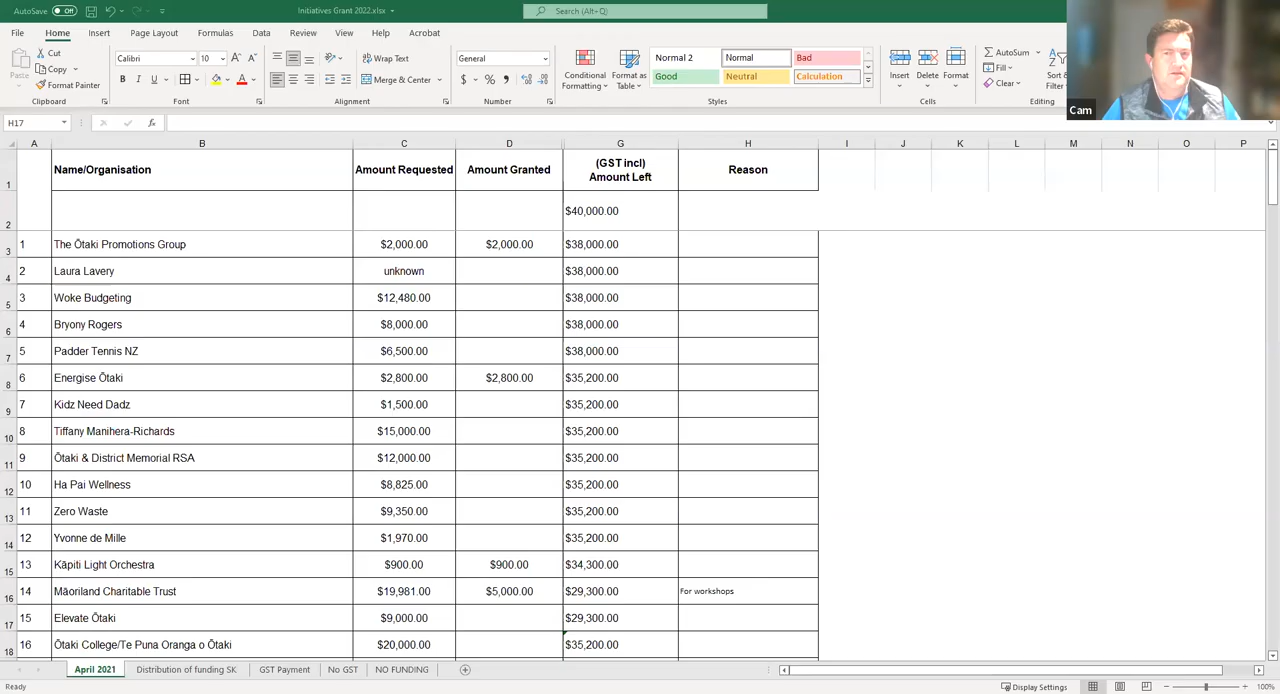 AutoSave Off Initiatives Grant 2022.xlsx Search (Alt+Q)
File Home Insert Page Layout Formulas Data Review View Help Acrobat
Paste Cut Copy Format Painter Clipboard
Calibri 10 B I U A Font
Wrap Text Merge & Center Alignment
General $ % Number
Conditional Formatting Format as Table Normal 2 Normal Bad Good Neutral Calculation Styles
Insert Delete Format Cells
AutoSum Fill Clear Sort & Filter Editing
Cam
H17 fx
A B C D G H I J K L M N O P
1 Name/Organisation Amount Requested Amount Granted (GST incl) Amount Left Reason
2 $40,000.00
3 1 The Ōtaki Promotions Group $2,000.00 $2,000.00 $38,000.00
4 2 Laura Lavery unknown $38,000.00
5 3 Woke Budgeting $12,480.00 $38,000.00
6 4 Bryony Rogers $8,000.00 $38,000.00
7 5 Padder Tennis NZ $6,500.00 $38,000.00
8 6 Energise Ōtaki $2,800.00 $2,800.00 $35,200.00
9 7 Kidz Need Dadz $1,500.00 $35,200.00
10 8 Tiffany Manihera-Richards $15,000.00 $35,200.00
11 9 Ōtaki & District Memorial RSA $12,000.00 $35,200.00
12 10 Ha Pai Wellness $8,825.00 $35,200.00
13 11 Zero Waste $9,350.00 $35,200.00
14 12 Yvonne de Mille $1,970.00 $35,200.00
15 13 Kāpiti Light Orchestra $900.00 $900.00 $34,300.00
16 14 Māoriland Charitable Trust $19,981.00 $5,000.00 $29,300.00 For workshops
17 15 Elevate Ōtaki $9,000.00 $29,300.00
18 16 Ōtaki College/Te Puna Oranga o Ōtaki $20,000.00 $35,200.00
April 2021 Distribution of funding SK GST Payment No GST NO FUNDING
Ready Display Settings 100%